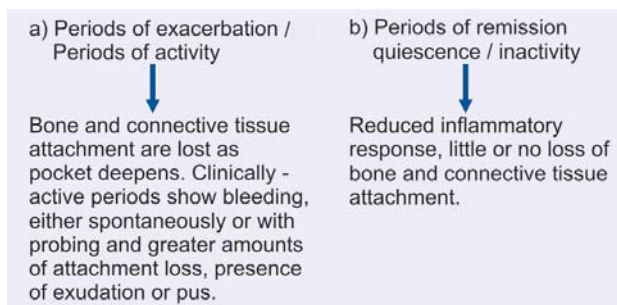 a) Periods of exacerbation /
Periods of activity
Bone and connective tissue
attachment are lost as
pocket deepens. Clinically -
active periods show bleeding,
either spontaneously or with
probing and greater amounts
of attachment loss, presence
of exudation or pus.
b) Periods of remission
quiescence / inactivity
Reduced inflammatory
response, little or no loss of
bone and connective tissue
attachment.